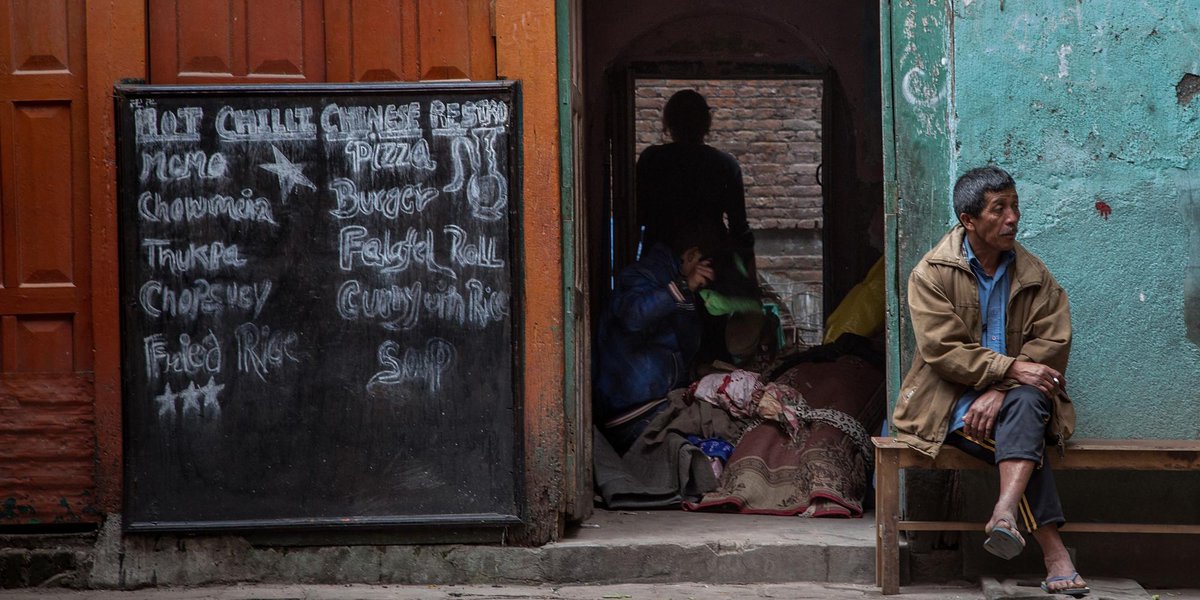 HOT CHILLI CHINESE RESTRO
MoMo
Chowmein
Thukpa
Chopsuey
Fried Rice
Pizza
Burger
Falafel Roll
Curry with Rice
Soup